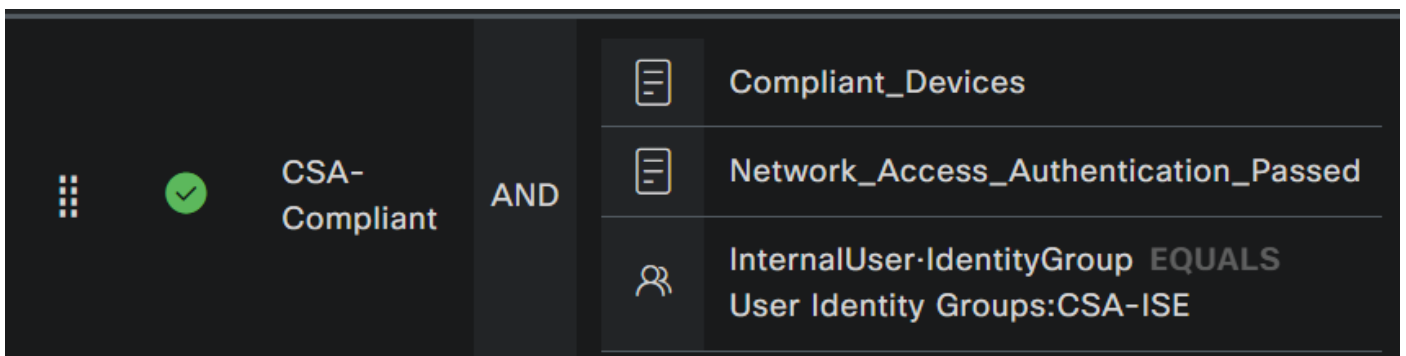 CSA-
Compliant
AND
Compliant_Devices
Network_Access_Authentication_Passed
InternalUser·IdentityGroup EQUALS
User Identity Groups:CSA-ISE